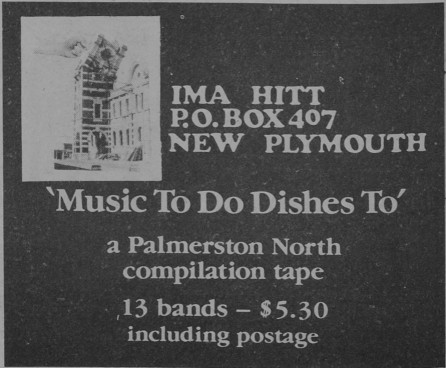 IMA HITT
P.O. BOX 407
NEW PLYMOUTH
'Music To Do Dishes To'
a Palmerston North
compilation tape
13 bands – $5.30
including postage